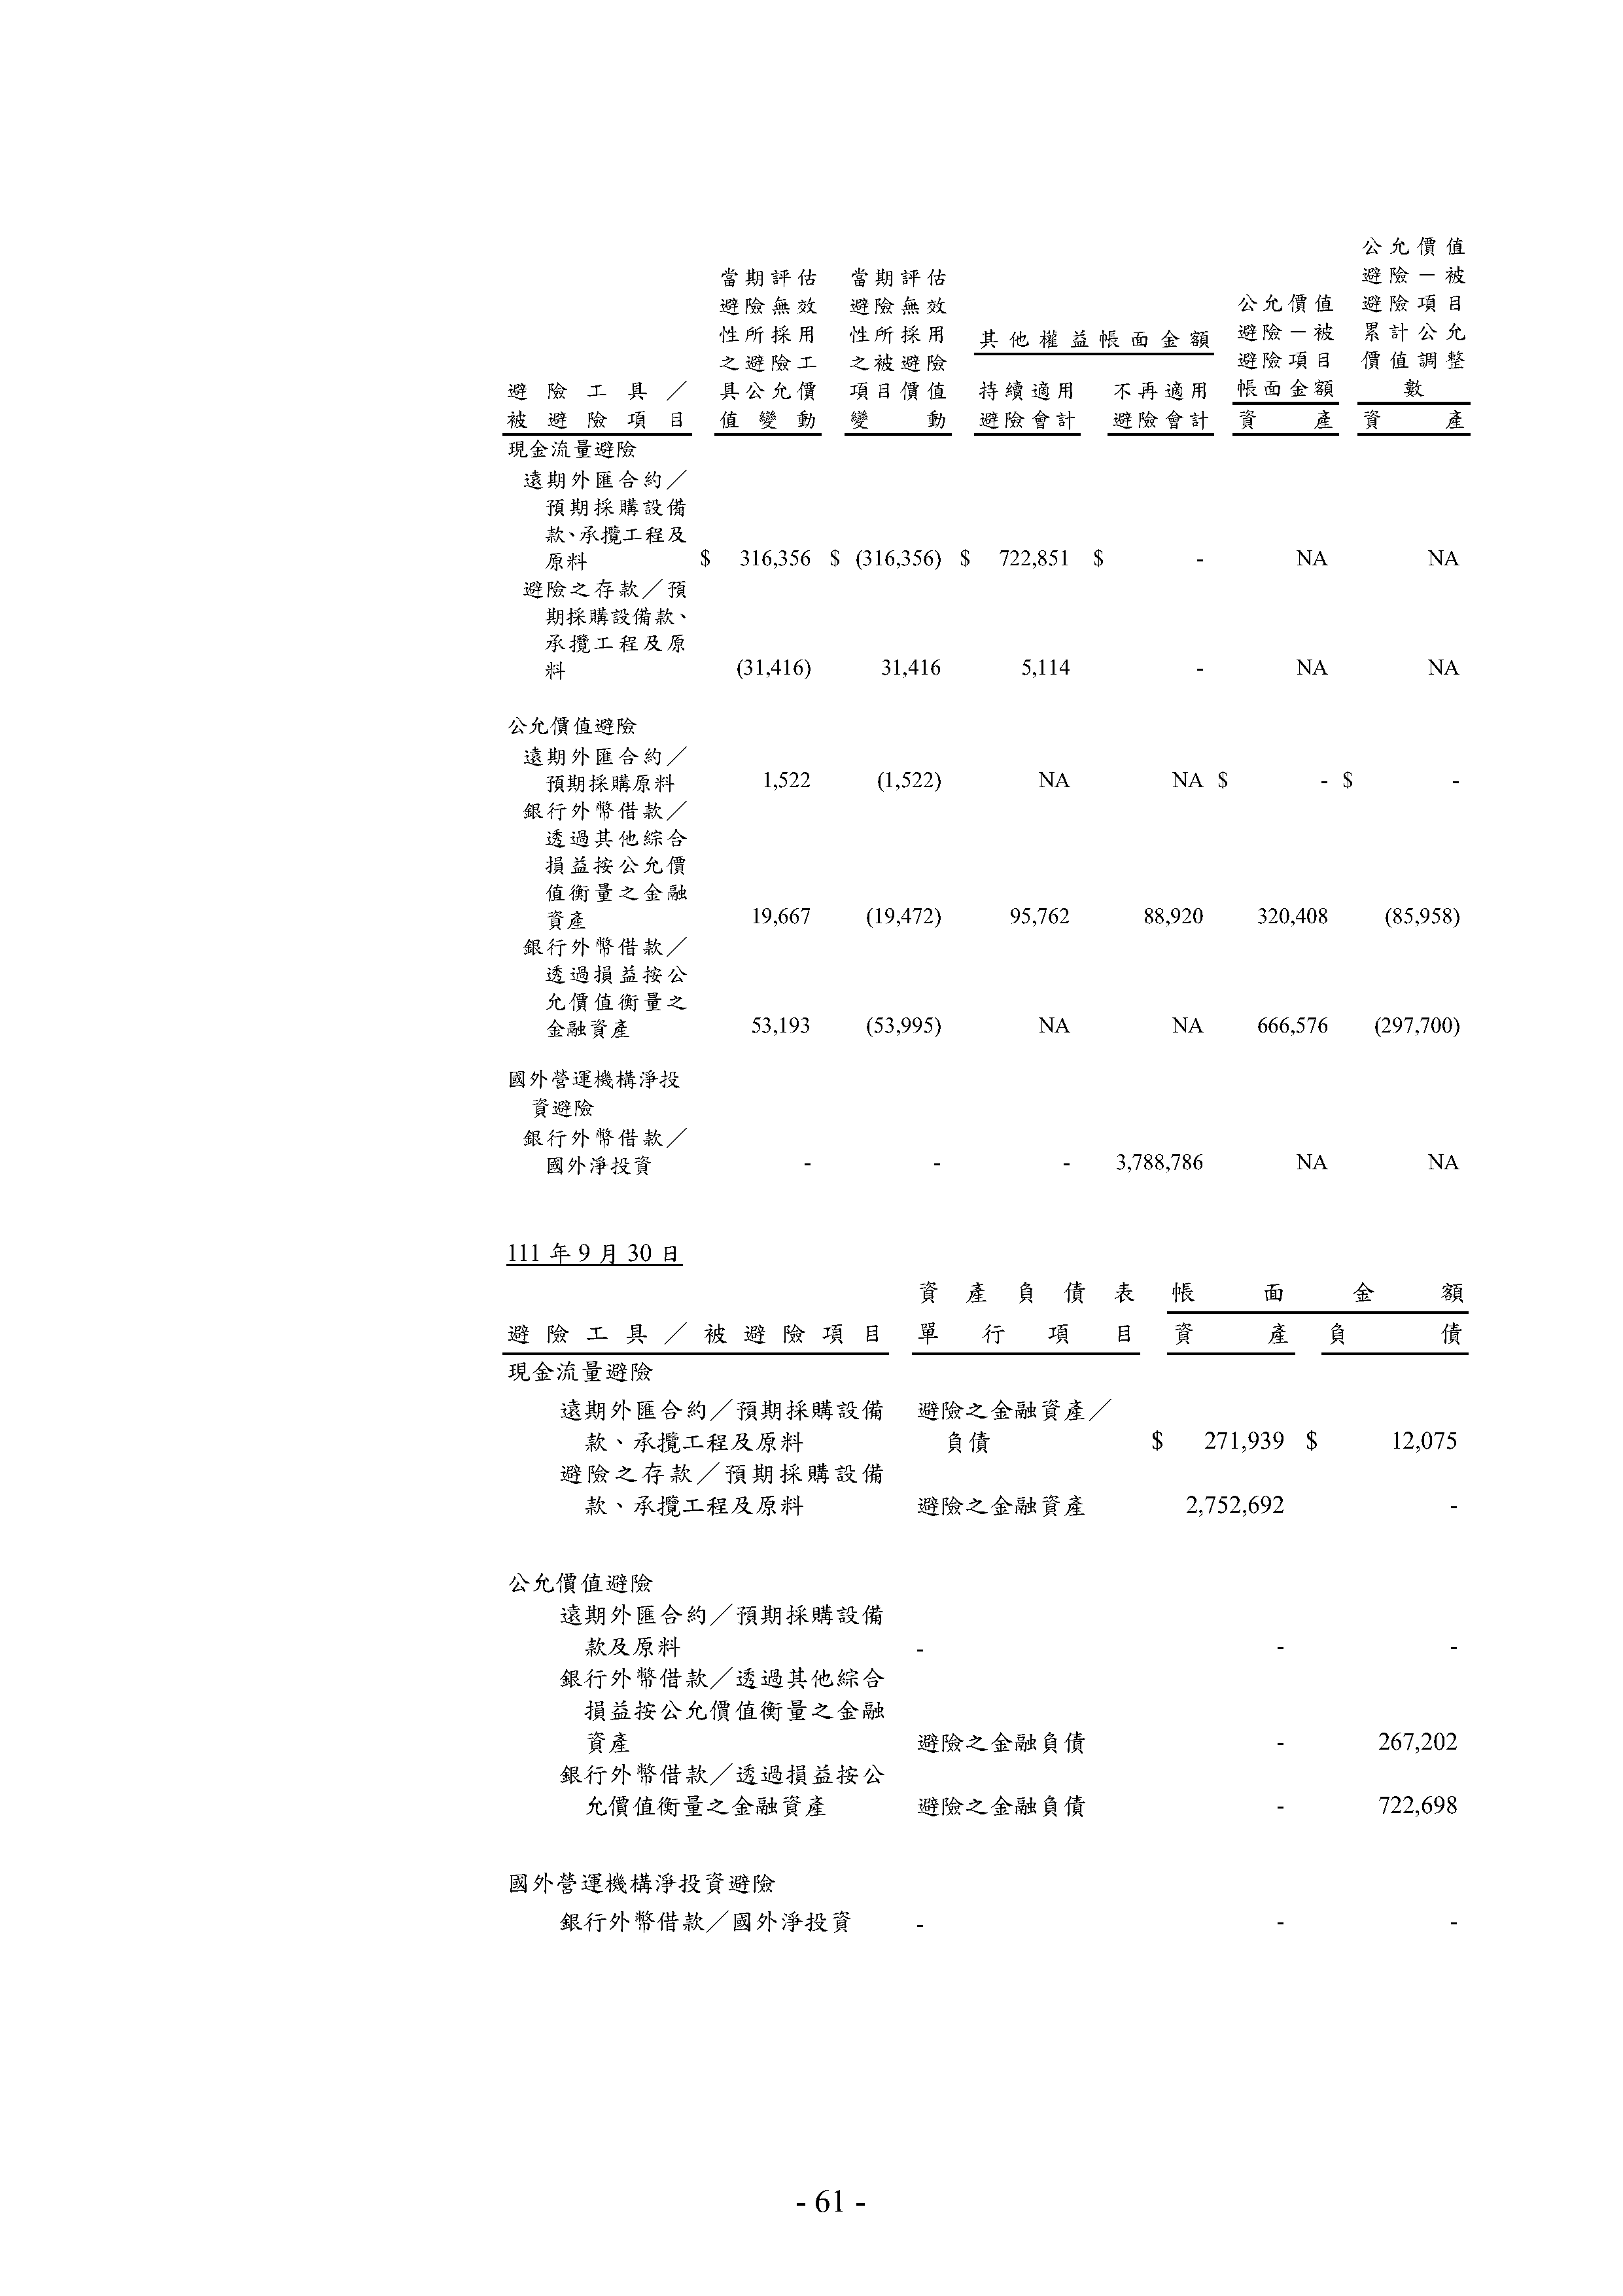 公允價值
當期評估 當期評估 避險－被
避險無效 避險無效 公允價值 避險項目
性所採用 性所採用 其他權益帳面金額 避險－被 累計公允
之避險工 之被避險 避險項目 價值調整
避險工具／ 具公允價 項目價值 持續適用 不再適用 帳面金額 數
被避險項目 值變動 變動 避險會計 避險會計 資產 資產
現金流量避險
遠期外匯合約／
預期採購設備
款、承攬工程及
原料 $ 316,356 $ (316,356) $ 722,851 $ - NA NA
避險之存款／預
期採購設備款、
承攬工程及原
料 (31,416) 31,416 5,114 - NA NA
公允價值避險
遠期外匯合約／
預期採購原料 1,522 (1,522) NA NA $ - $ -
銀行外幣借款／
透過其他綜合
損益按公允價
值衡量之金融
資產 19,667 (19,472) 95,762 88,920 320,408 (85,958)
銀行外幣借款／
透過損益按公
允價值衡量之
金融資產 53,193 (53,995) NA NA 666,576 (297,700)
國外營運機構淨投
資避險
銀行外幣借款／
國外淨投資 - - - 3,788,786 NA NA
111 年 9 月 30 日
資產負債表 帳面金額
避險工具／被避險項目 單行項目 資產 負債
現金流量避險
遠期外匯合約／預期採購設備 避險之金融資產／
款、承攬工程及原料 負債 $ 271,939 $ 12,075
避險之存款／預期採購設備
款、承攬工程及原料 避險之金融資產 2,752,692 -
公允價值避險
遠期外匯合約／預期採購設備
款及原料 - - -
銀行外幣借款／透過其他綜合
損益按公允價值衡量之金融
資產 避險之金融負債 - 267,202
銀行外幣借款／透過損益按公
允價值衡量之金融資產 避險之金融負債 - 722,698
國外營運機構淨投資避險
銀行外幣借款／國外淨投資 - - -
- 61 -